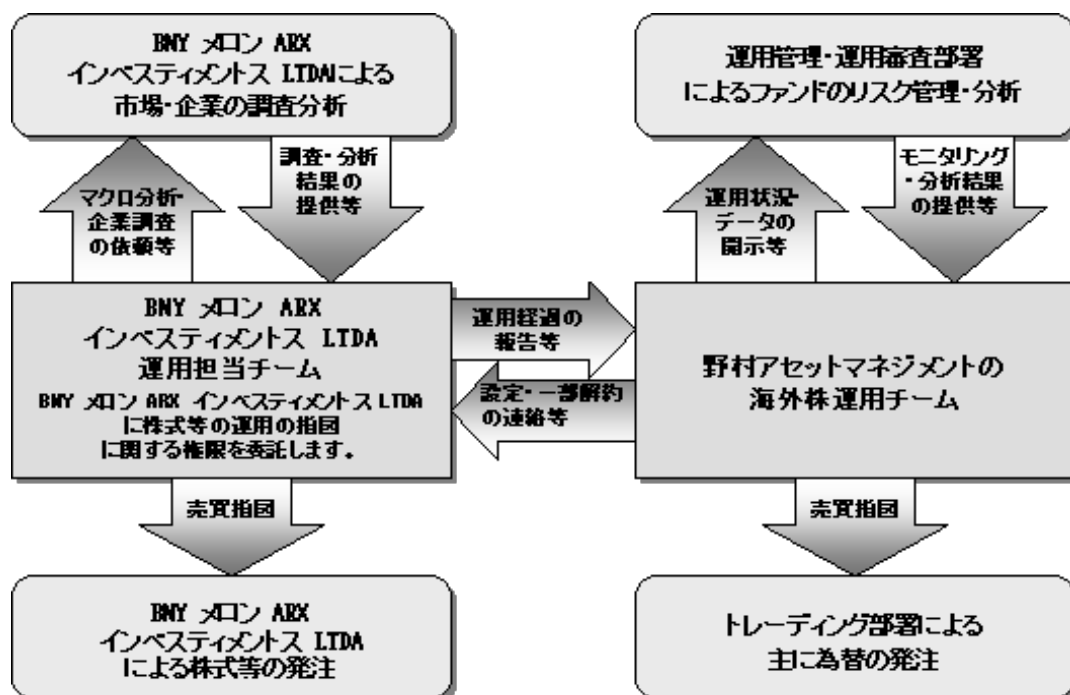 BNY メロン ARX
インベスティメントス LTDAによる
市場・企業の調査分析
運用管理・運用審査部署
によるファンドのリスク管理・分析
マクロ分析・
企業調査
の依頼等
調査・分析
結果の
提供等
運用状況・
データの
開示等
モニタリング
・分析結果
の提供等
BNY メロン ARX
インベスティメントス LTDA
運用担当チーム
BNY メロン ARX インベスティメントス LTDA
に株式等の運用の指図
に関する権限を委託します。
運用経過の
報告等
設定・一部解約
の連絡等
野村アセットマネジメントの
海外株運用チーム
売買指図
売買指図
BNY メロン ARX
インベスティメントス LTDA
による株式等の発注
トレーディング部署による
主に為替の発注